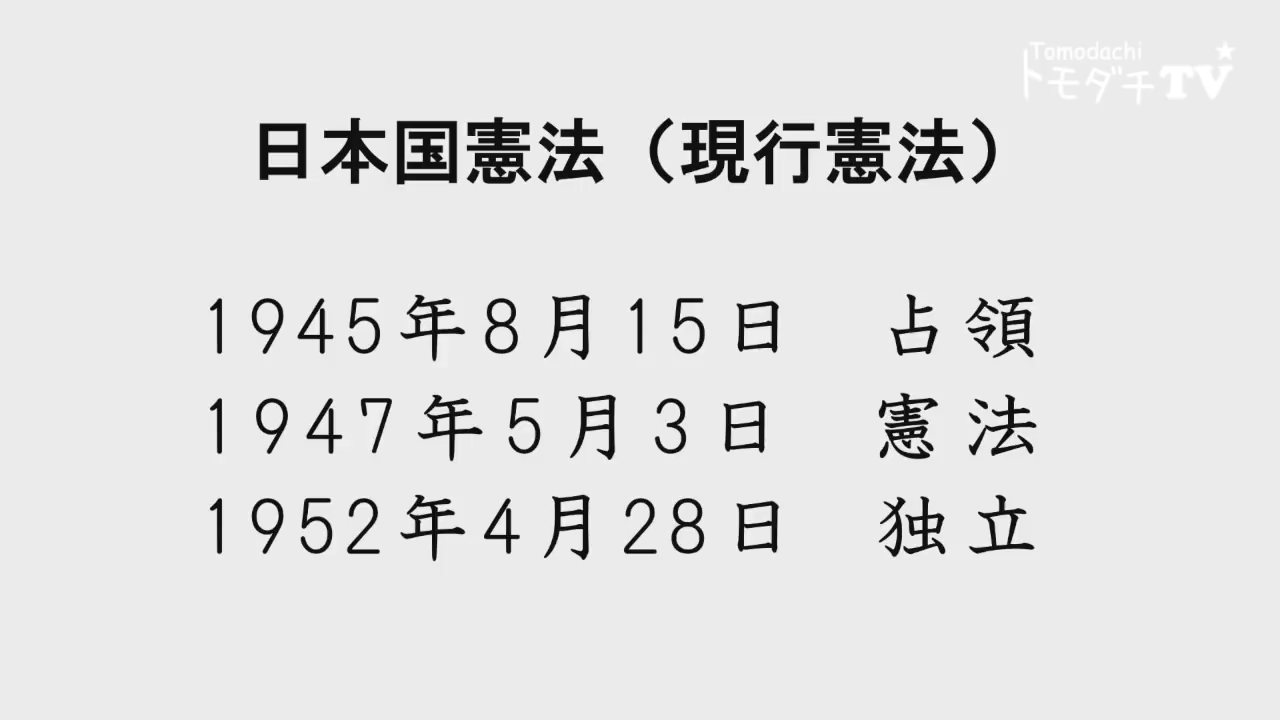 Tomodachi
トモダチTV
日本国憲法（現行憲法）
1945年8月15日　占領
1947年5月3日　憲法
1952年4月28日　独立